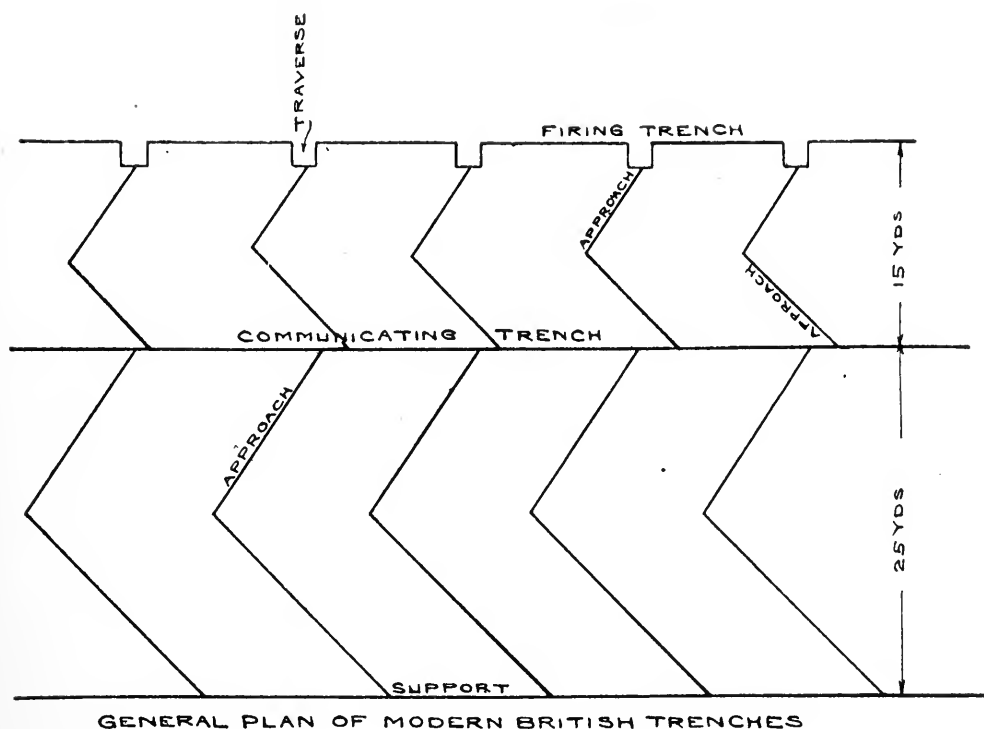 TRAVERSE
FIRING TRENCH
APPROACH
15 YDS
APPROACH
COMMUNICATING TRENCH
APPROACH
25 YDS
SUPPORT
GENERAL PLAN OF MODERN BRITISH TRENCHES